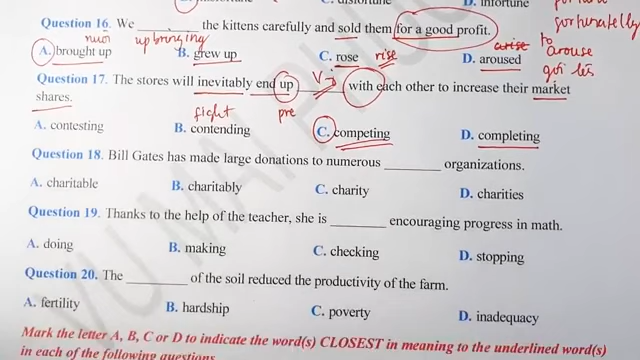 D. infortune
Question 16. We ________ the kittens carefully and sold them for a good profit.
fortunatelly
nuôi upbringing
arise to
A. brought up B. grew up C. rose rise D. aroused arouse
gợi lên
Question 17. The stores will inevitably end up ________ with each other to increase their market
V-ing
shares.
fight
A. contesting B. contending C. competing D. completing
Question 18. Bill Gates has made large donations to numerous ________ organizations.
A. charitable B. charitably C. charity D. charities
Question 19. Thanks to the help of the teacher, she is ________ encouraging progress in math.
A. doing B. making C. checking D. stopping
Question 20. The ________ of the soil reduced the productivity of the farm.
A. fertility B. hardship C. poverty D. inadequacy
Mark the letter A, B, C or D to indicate the word(s) CLOSEST in meaning to the underlined word(s)
in each of the following questions